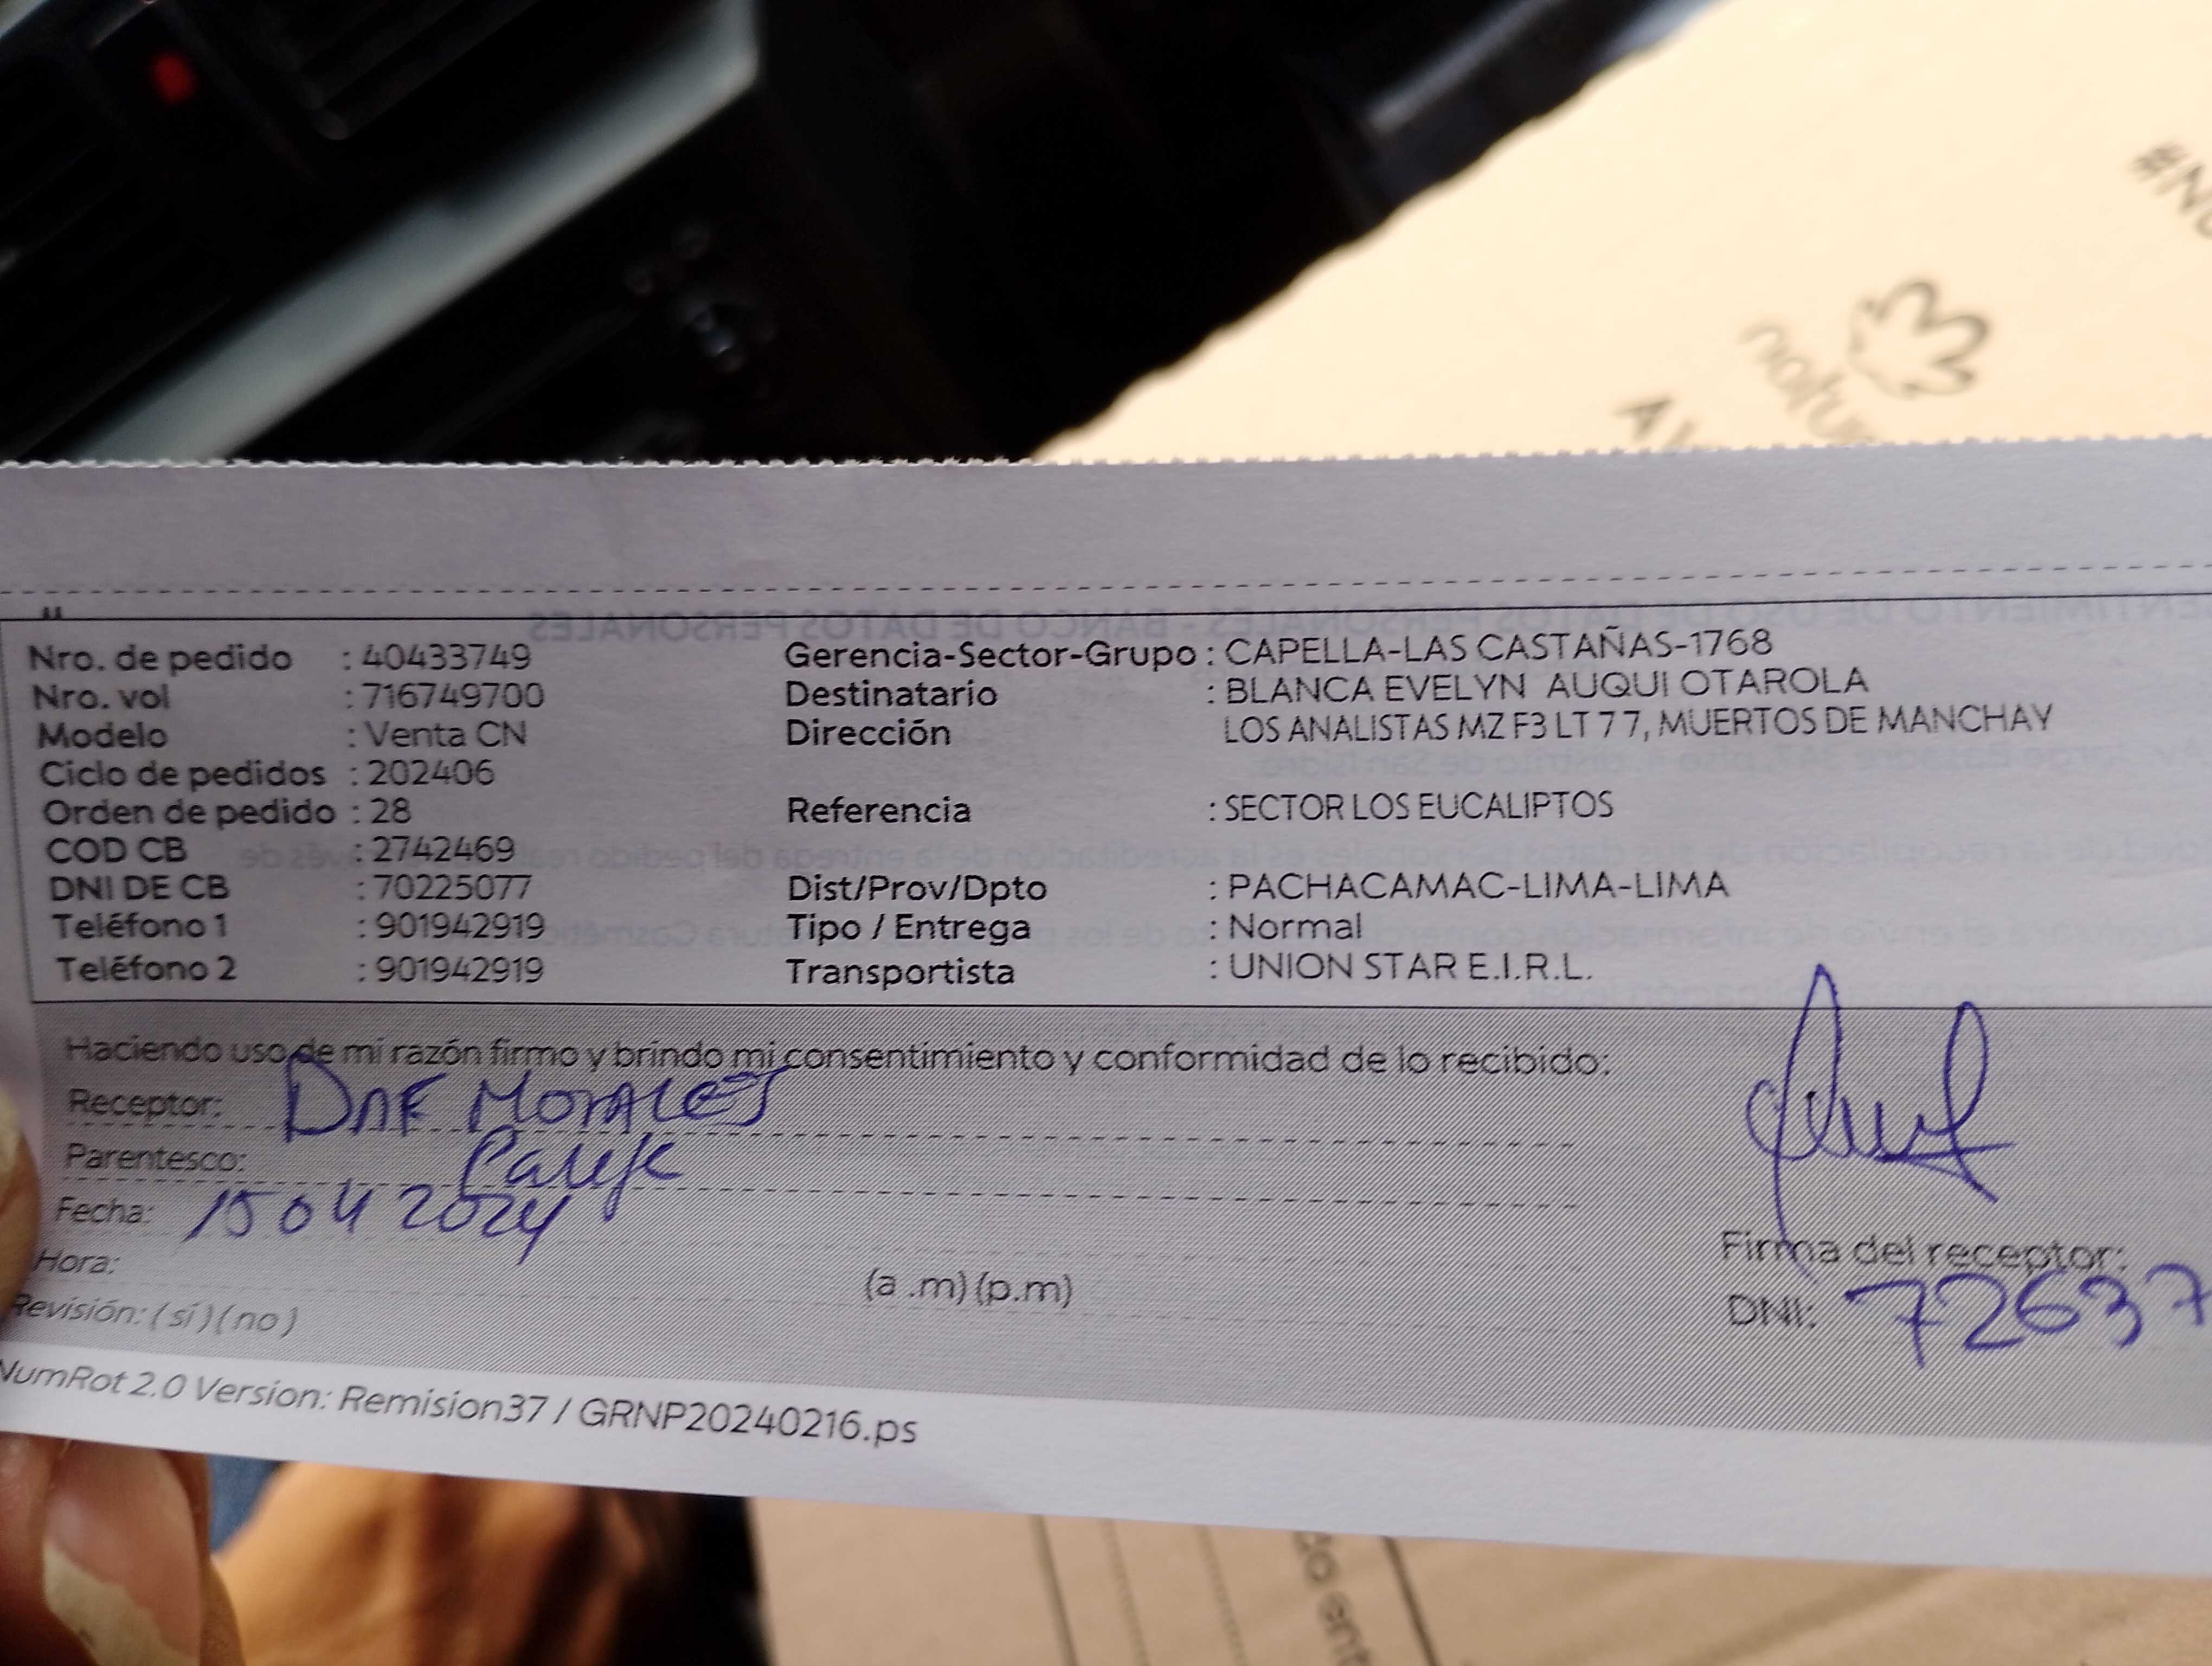 #NU
natura
A
Nro. de pedido : 40433749 Gerencia-Sector-Grupo : CAPELLA-LAS CASTAÑAS-1768
Nro. vol : 716749700 Destinatario : BLANCA EVELYN AUQUI OTAROLA
Modelo : Venta CN Dirección LOS ANALISTAS MZ F3 LT 7 7, MUERTOS DE MANCHAY
Ciclo de pedidos : 202406
Orden de pedido : 28 Referencia : SECTOR LOS EUCALIPTOS
COD CB : 2742469
DNI DE CB : 70225077 Dist/Prov/Dpto : PACHACAMAC-LIMA-LIMA
Teléfono 1 : 901942919 Tipo / Entrega : Normal
Teléfono 2 : 901942919 Transportista : UNION STAR E.I.R.L.
Haciendo uso de mi razón firmo y brindo mi consentimiento y conformidad de lo recibido:
Receptor: MORALES
Parentesco:
Fecha: 15 04 2024
Hora: (a .m) (p.m)
Firma del receptor:
DNI: 72637
Revisión: ( sí ) ( no )
NumRot 2.0 Version: Remision37 / GRNP20240216.ps